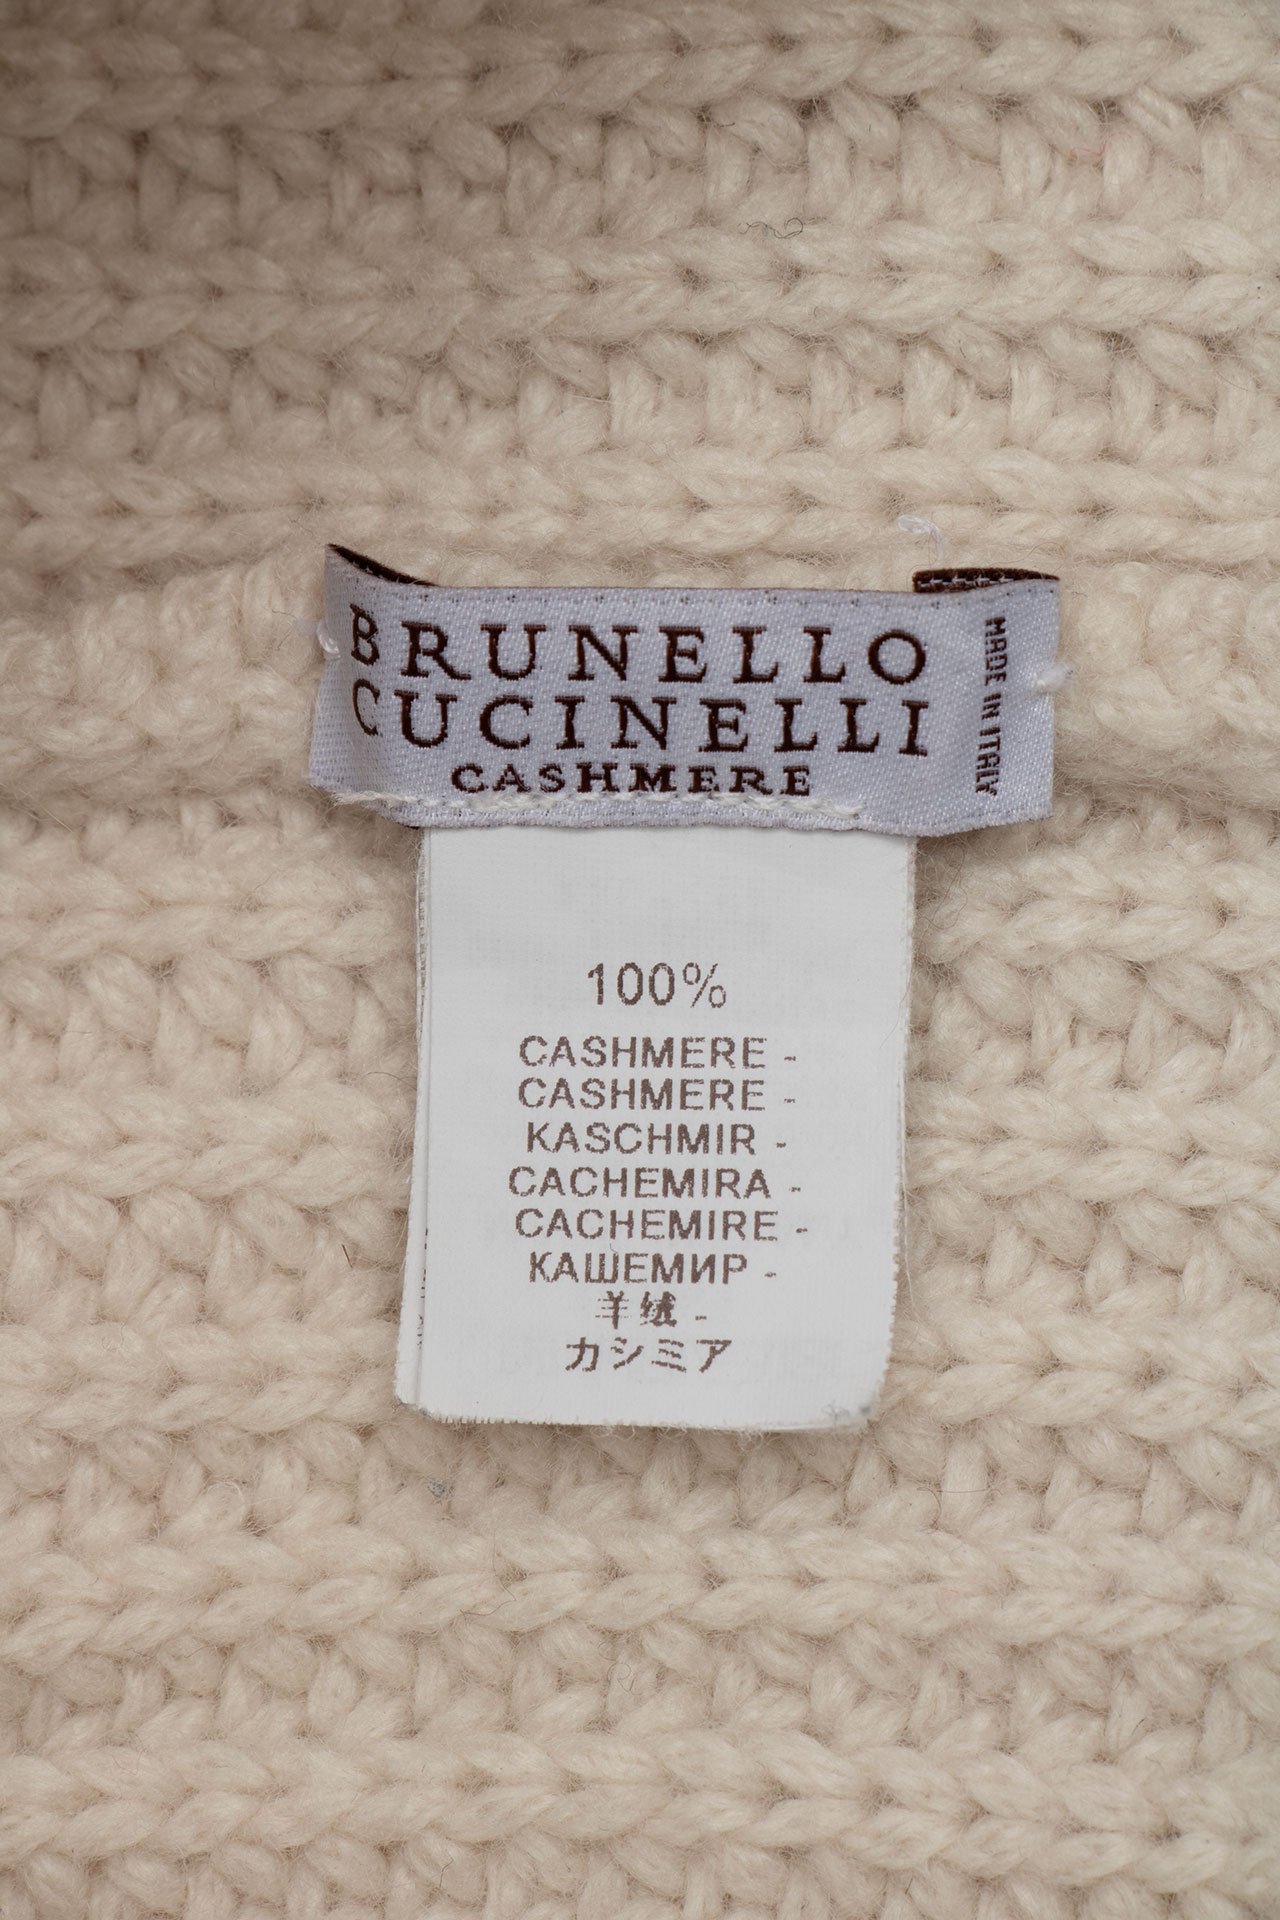 BRUNELLO
CUCINELLI
CASHMERE
MADE IN ITALY
100%
CASHMERE -
CASHMERE -
KASCHMIR -
CACHEMIRA -
CACHEMIRE -
КАШЕМИР -
羊绒 -
カシミア